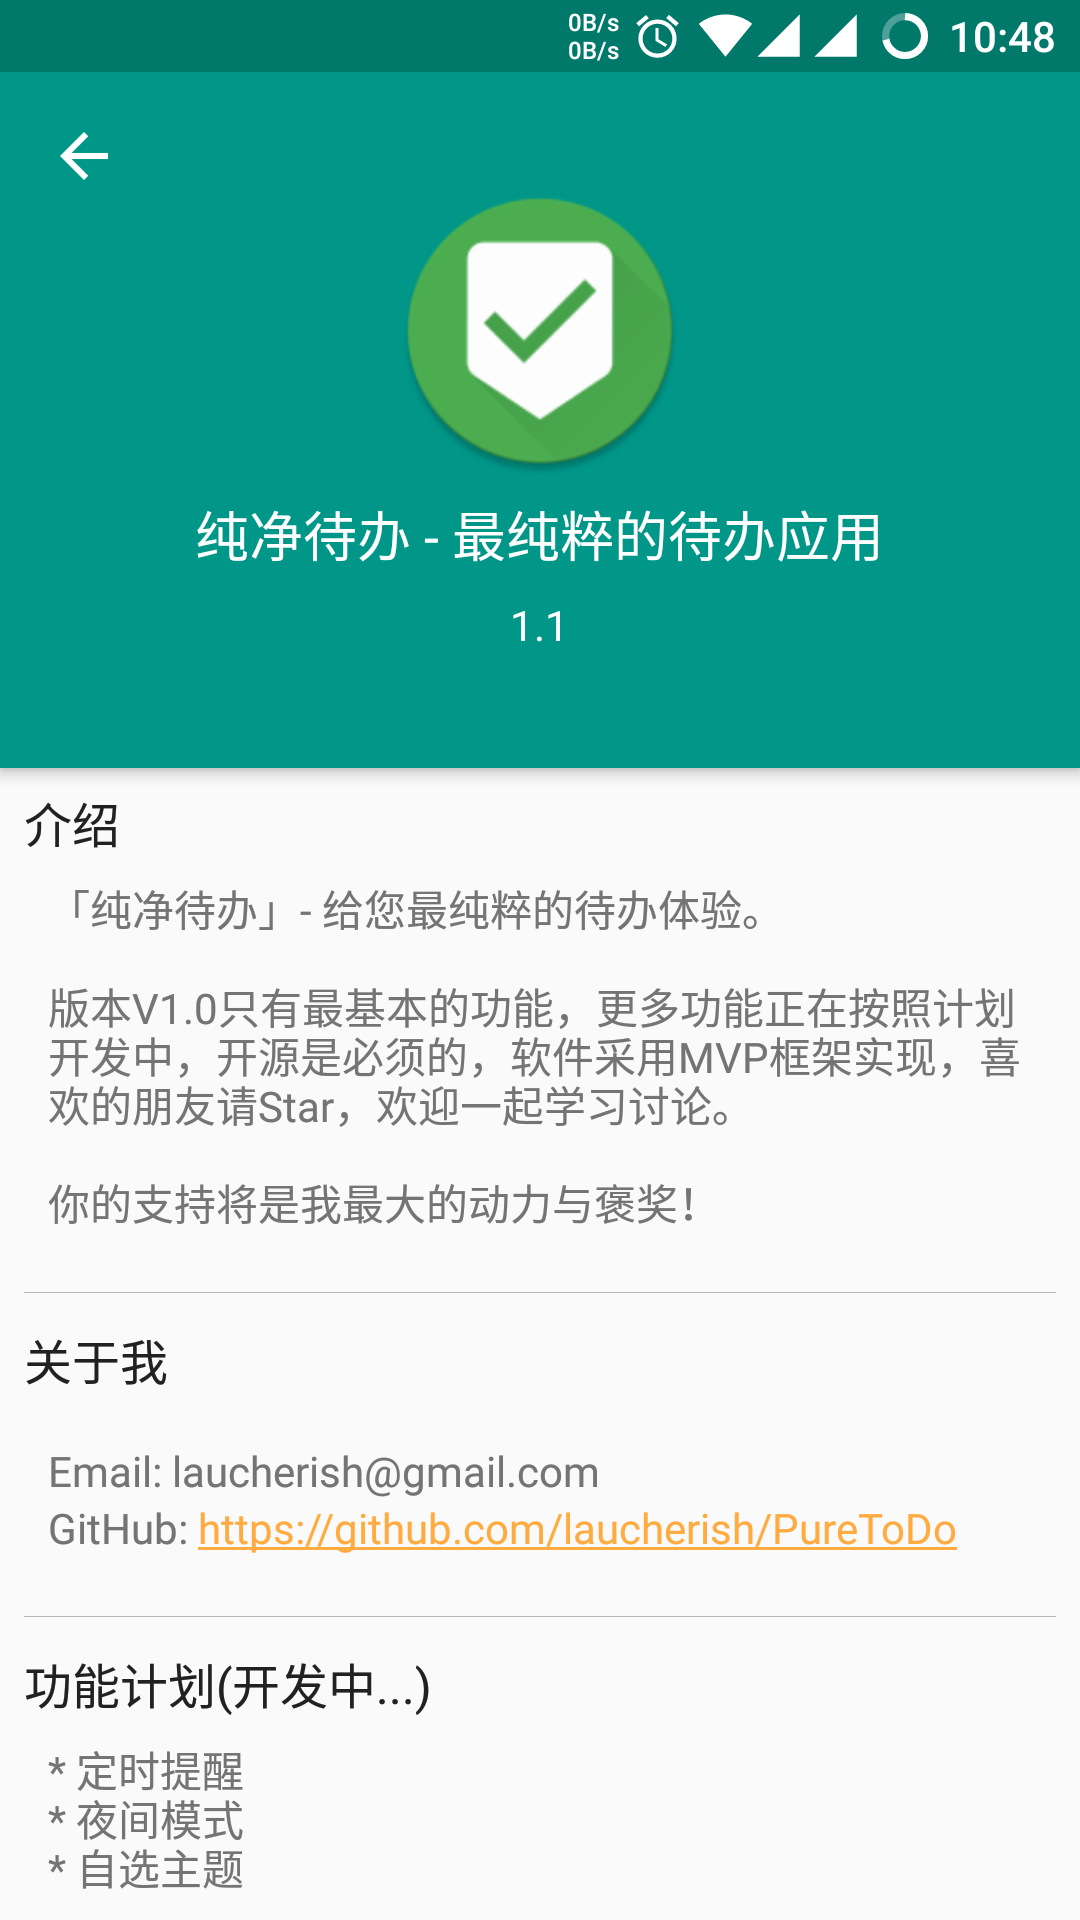 0B/s
0B/s
10:48
纯净待办 - 最纯粹的待办应用
1.1
介绍
「纯净待办」- 给您最纯粹的待办体验。
版本V1.0只有最基本的功能，更多功能正在按照计划
开发中，开源是必须的，软件采用MVP框架实现，喜
欢的朋友请Star，欢迎一起学习讨论。
你的支持将是我最大的动力与褒奖！
关于我
Email: laucherish@gmail.com
GitHub: https://github.com/laucherish/PureToDo
功能计划(开发中...)
* 定时提醒
* 夜间模式
* 自选主题